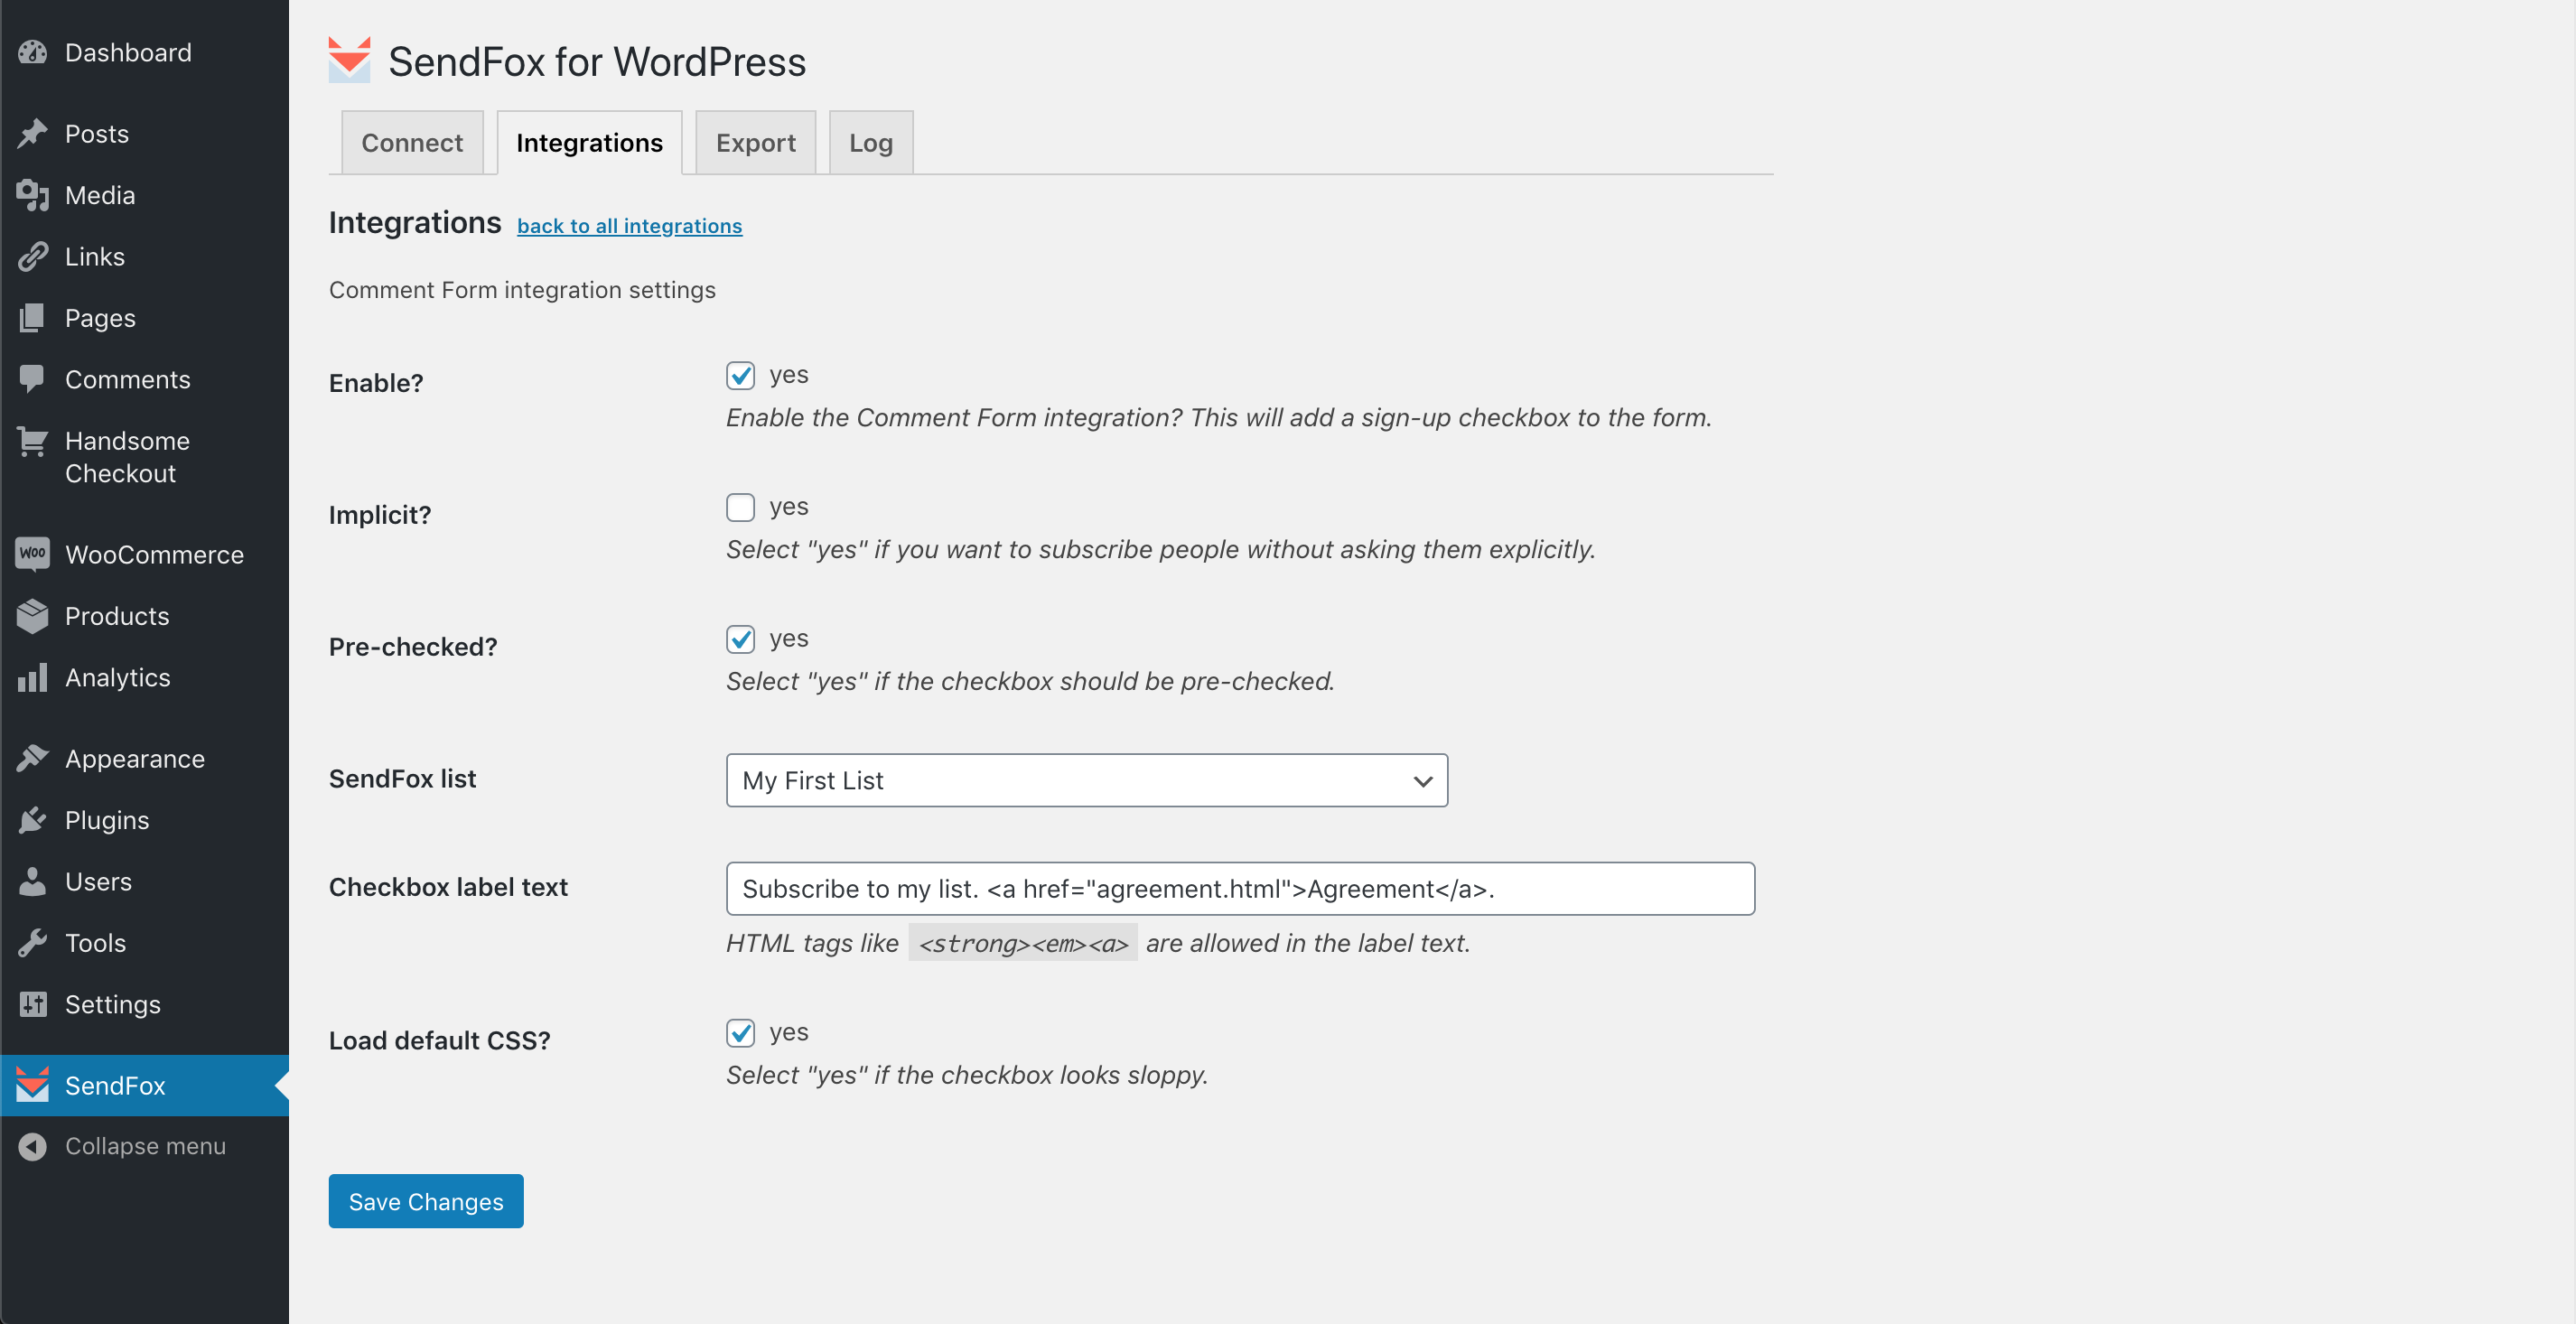 Dashboard
Posts
Media
Links
Pages
Comments
Handsome
Checkout
Woo
WooCommerce
Products
Analytics
Appearance
Plugins
Users
Tools
Settings
SendFox
Collapse menu
SendFox for WordPress
Connect
Integrations
Export
Log
Integrations back to all integrations
Comment Form integration settings
Enable?
yes
Enable the Comment Form integration? This will add a sign-up checkbox to the form.
Implicit?
yes
Select "yes" if you want to subscribe people without asking them explicitly.
Pre-checked?
yes
Select "yes" if the checkbox should be pre-checked.
SendFox list
My First List
Checkbox label text
Subscribe to my list. <a href="agreement.html">Agreement</a>.
HTML tags like <strong><em><a> are allowed in the label text.
Load default CSS?
yes
Select "yes" if the checkbox looks sloppy.
Save Changes